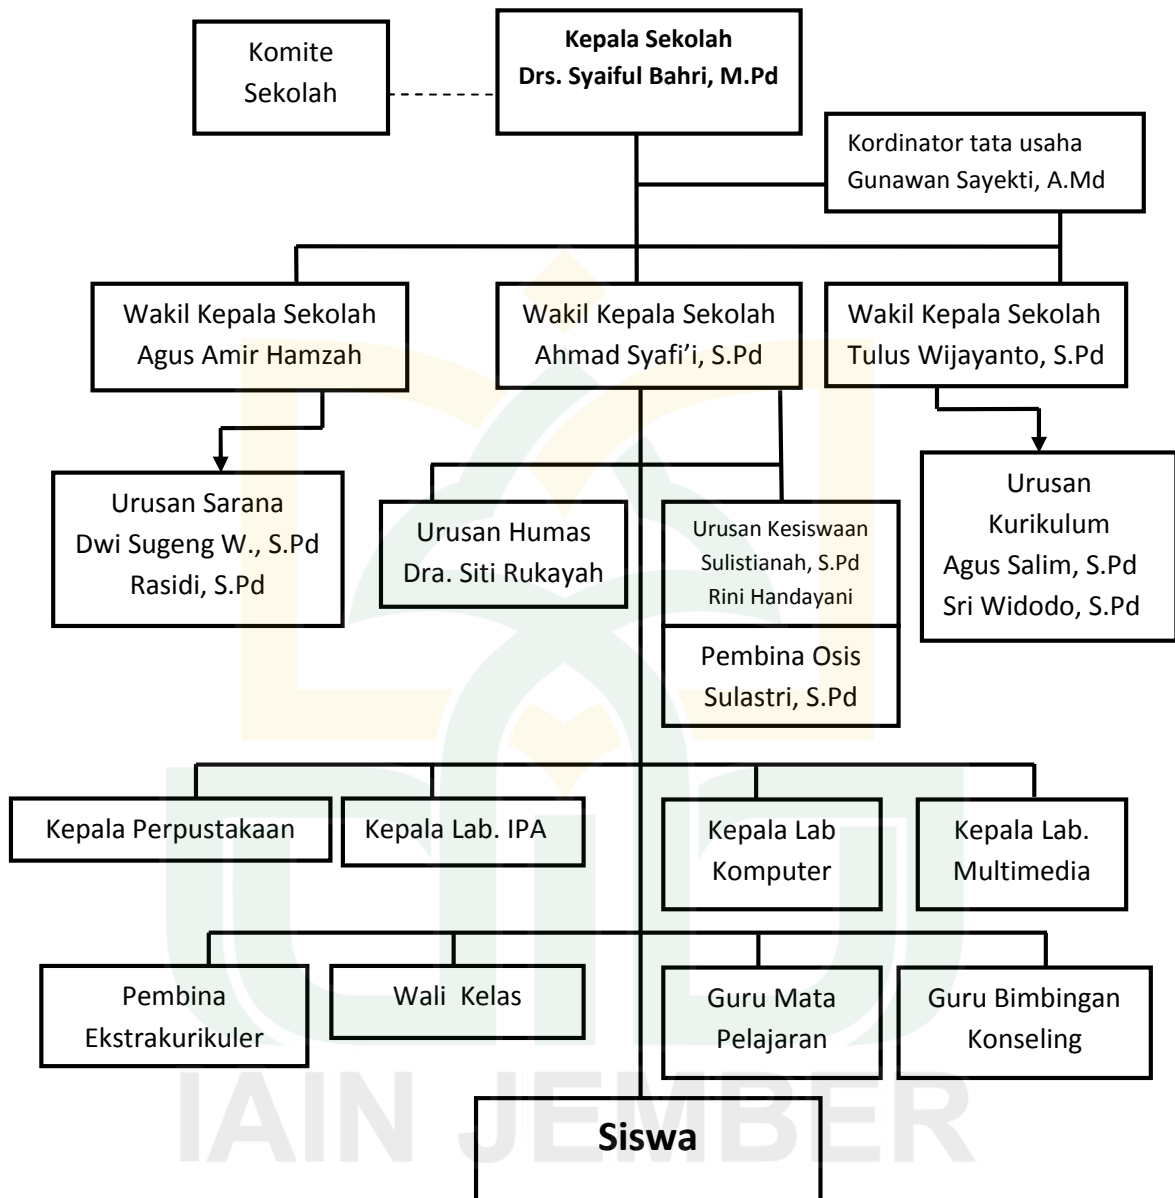 Komite
Sekolah
Kepala Sekolah
Drs. Syaiful Bahri, M.Pd
Kordinator tata usaha
Gunawan Sayekti, A.Md
Wakil Kepala Sekolah
Agus Amir Hamzah
Wakil Kepala Sekolah
Ahmad Syafi’i, S.Pd
Wakil Kepala Sekolah
Tulus Wijayanto, S.Pd
Urusan Sarana
Dwi Sugeng W., S.Pd
Rasidi, S.Pd
Urusan Humas
Dra. Siti Rukayah
Urusan Kesiswaan
Sulistianah, S.Pd
Rini Handayani
Pembina Osis
Sulastri, S.Pd
Urusan
Kurikulum
Agus Salim, S.Pd
Sri Widodo, S.Pd
Kepala Perpustakaan
Kepala Lab. IPA
Kepala Lab
Komputer
Kepala Lab.
Multimedia
Pembina
Ekstrakurikuler
Wali  Kelas
Guru Mata
Pelajaran
Guru Bimbingan
Konseling
IAIN JEMBER
Siswa